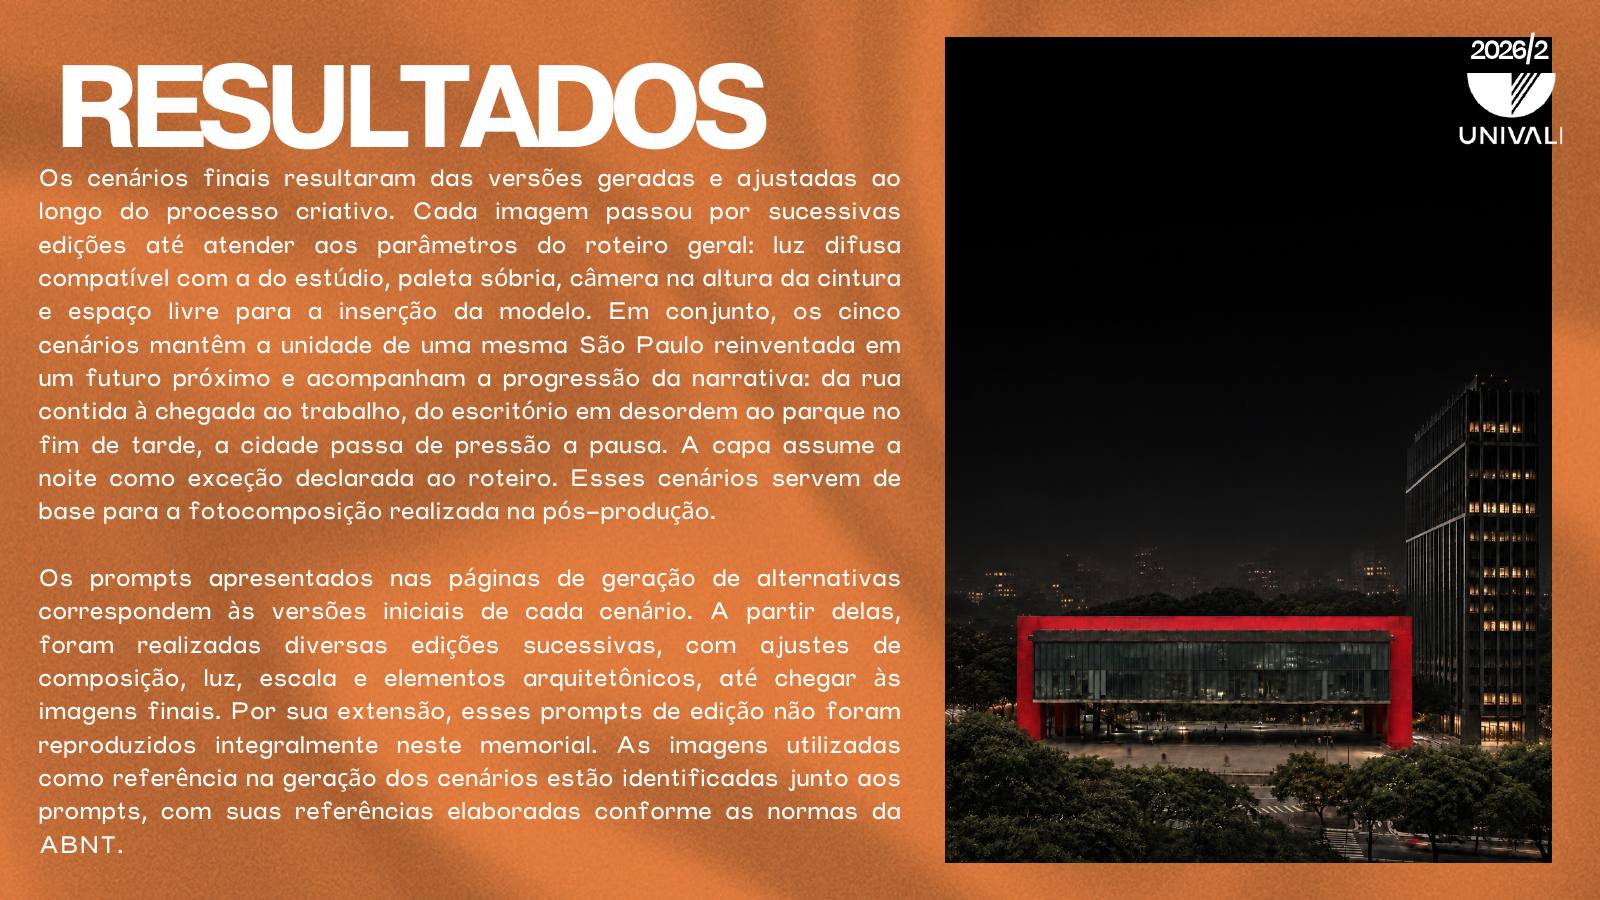 RESULTADOS
Os cenários finais resultaram das versões geradas e ajustadas ao
longo do processo criativo. Cada imagem passou por sucessivas
edições até atender aos parâmetros do roteiro geral: luz difusa
compatível com a do estúdio, paleta sóbria, câmera na altura da cintura
e espaço livre para a inserção da modelo. Em conjunto, os cinco
cenários mantêm a unidade de uma mesma São Paulo reinventada em
um futuro próximo e acompanham a progressão da narrativa: da rua
contida à chegada ao trabalho, do escritório em desordem ao parque no
fim de tarde, a cidade passa de pressão a pausa. A capa assume a
noite como exceção declarada ao roteiro. Esses cenários servem de
base para a fotocomposição realizada na pós-produção.
Os prompts apresentados nas páginas de geração de alternativas
correspondem às versões iniciais de cada cenário. A partir delas,
foram realizadas diversas edições sucessivas, com ajustes de
composição, luz, escala e elementos arquitetônicos, até chegar às
imagens finais. Por sua extensão, esses prompts de edição não foram
reproduzidos integralmente neste memorial. As imagens utilizadas
como referência na geração dos cenários estão identificadas junto aos
prompts, com suas referências elaboradas conforme as normas da
ABNT.
2026/2
UNIVALI